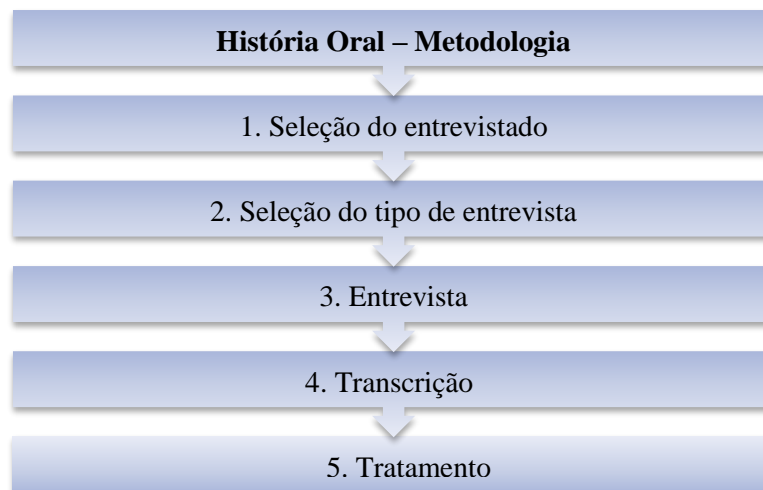 História Oral – Metodologia
1. Seleção do entrevistado
2. Seleção do tipo de entrevista
3. Entrevista
4. Transcrição
5. Tratamento